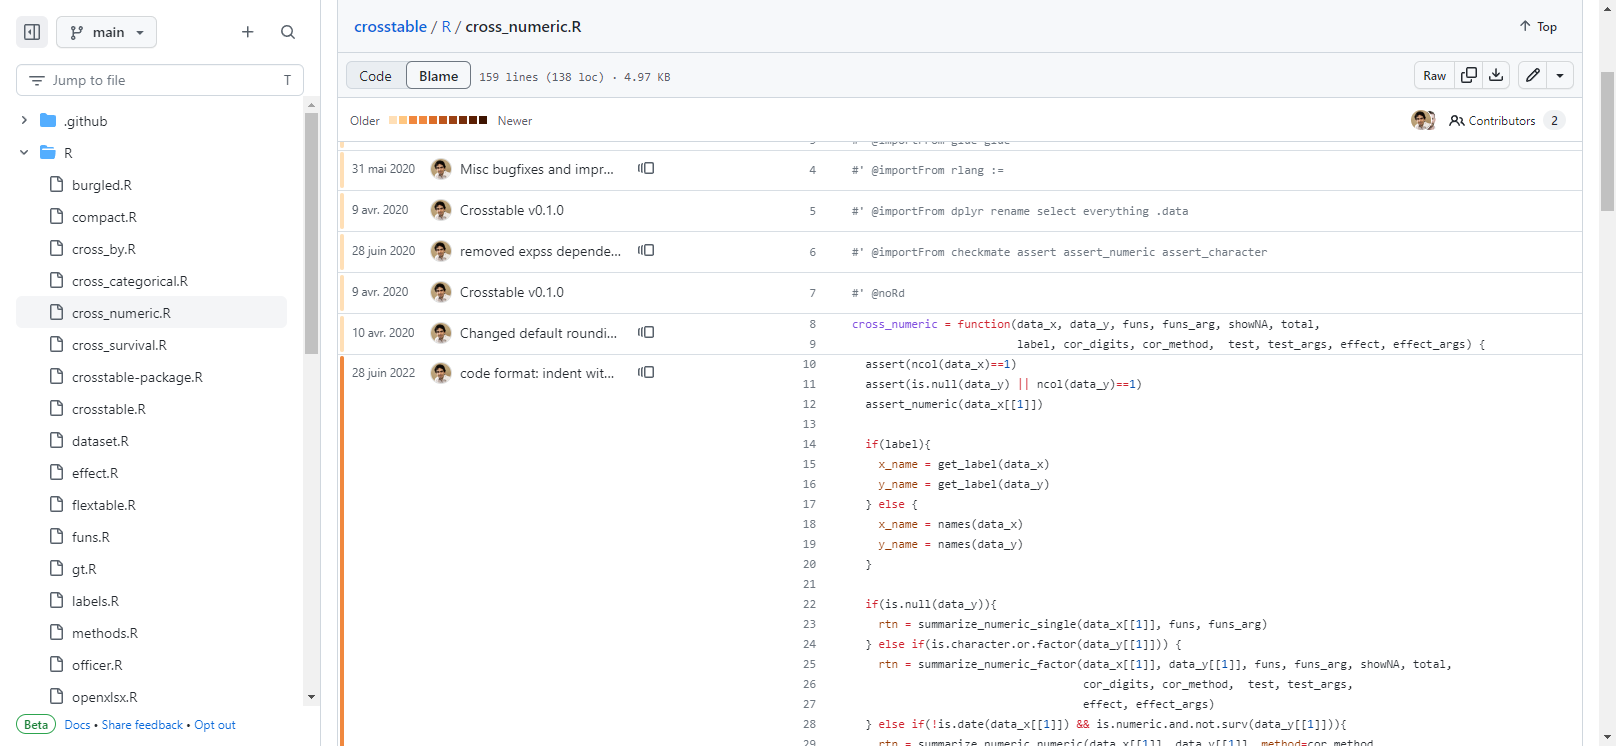 main
Jump to file
T
.github
R
burgled.R
compact.R
cross_by.R
cross_categorical.R
cross_numeric.R
cross_survival.R
crosstable-package.R
crosstable.R
dataset.R
effect.R
flextable.R
funs.R
gt.R
labels.R
methods.R
officer.R
openxlsx.R
Beta Docs • Share feedback • Opt out
crosstable / R / cross_numeric.R
Top
Code Blame 159 lines (138 loc) · 4.97 KB
Raw
Older Newer
Contributors 2
3 #' @importFrom glue glue
31 mai 2020 Misc bugfixes and impr... 4 #' @importFrom rlang :=
9 avr. 2020 Crosstable v0.1.0 5 #' @importFrom dplyr rename select everything .data
28 juin 2020 removed expss depende... 6 #' @importFrom checkmate assert assert_numeric assert_character
9 avr. 2020 Crosstable v0.1.0 7 #' @noRd
10 avr. 2020 Changed default roundi... 8 cross_numeric = function(data_x, data_y, funs, funs_arg, showNA, total,
9 label, cor_digits, cor_method,  test, test_args, effect, effect_args) {
28 juin 2022 code format: indent wit... 10 assert(ncol(data_x)==1)
11 assert(is.null(data_y) || ncol(data_y)==1)
12 assert_numeric(data_x[[1]])
13
14 if(label){
15 x_name = get_label(data_x)
16 y_name = get_label(data_y)
17 } else {
18 x_name = names(data_x)
19 y_name = names(data_y)
20 }
21
22 if(is.null(data_y)){
23 rtn = summarize_numeric_single(data_x[[1]], funs, funs_arg)
24 } else if(is.character.or.factor(data_y[[1]])) {
25 rtn = summarize_numeric_factor(data_x[[1]], data_y[[1]], funs, funs_arg, showNA, total,
26 cor_digits, cor_method,  test, test_args,
27 effect, effect_args)
28 } else if(!is.date(data_x[[1]]) && is.numeric.and.not.surv(data_y[[1]])){
29 rtn = summarize_numeric_numeric(data_x[[1]], data_y[[1]], method=cor_method,